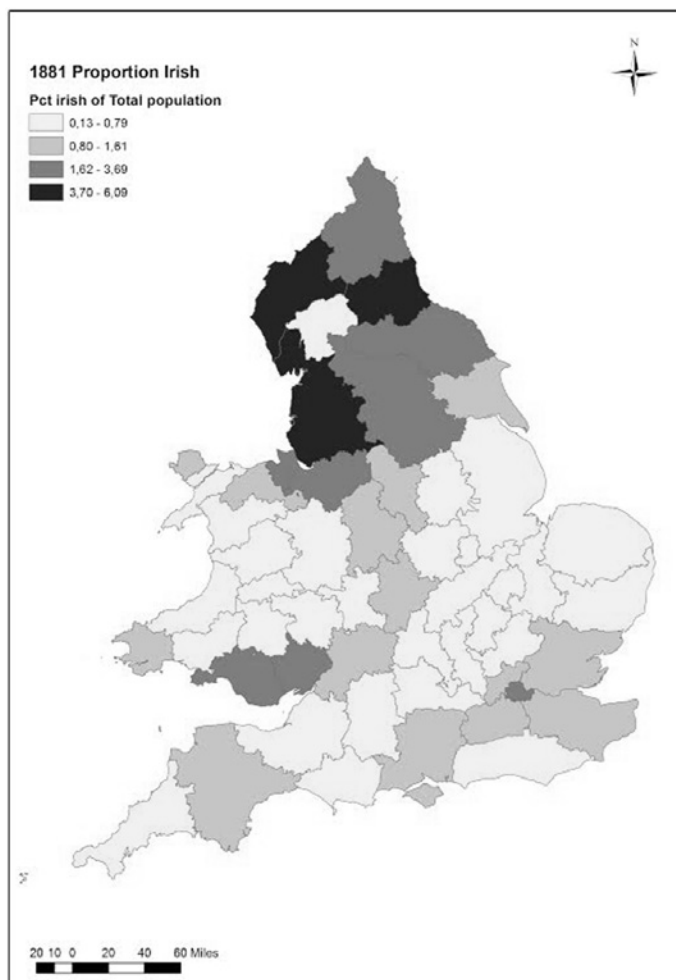 N
1881 Proportion Irish
Pct irish of Total population
0,13 - 0,79
0,80 - 1,61
1,62 - 3,69
3,70 - 6,09
20 10 0 20 40 60 Miles